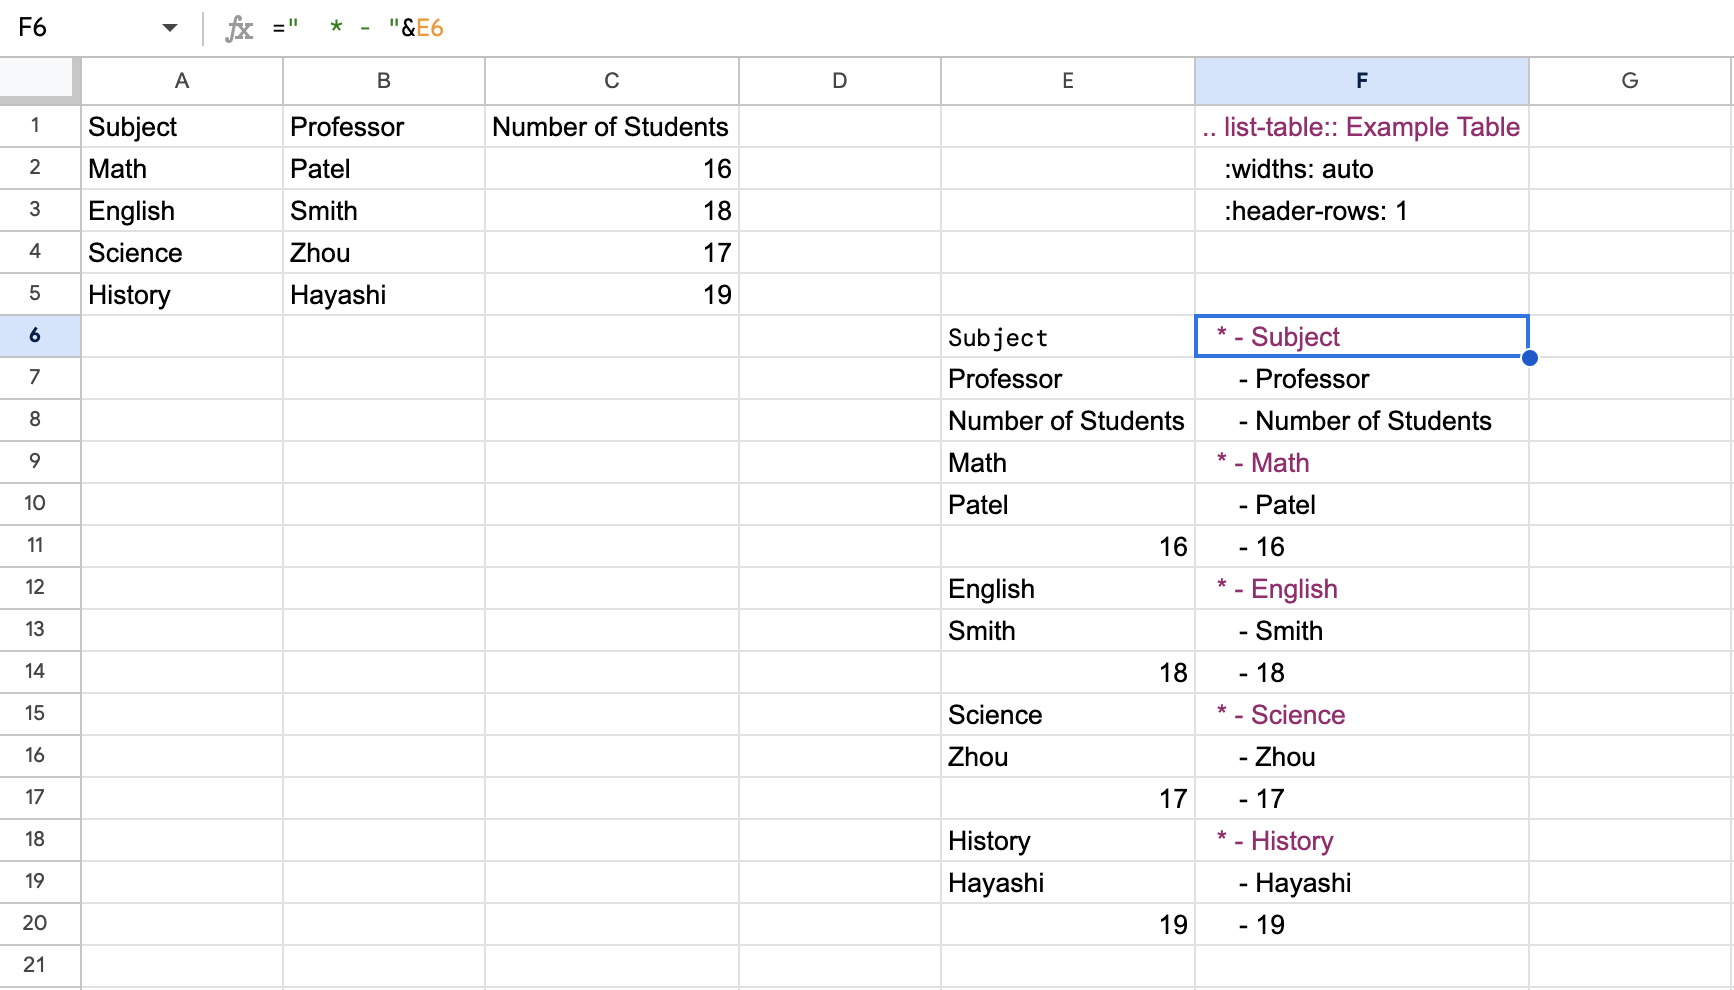 F6 fx ="  * - "&E6
A B C D E F G
1 Subject Professor Number of Students .. list-table:: Example Table
2 Math Patel 16 :widths: auto
3 English Smith 18 :header-rows: 1
4 Science Zhou 17
5 History Hayashi 19
6 Subject * - Subject
7 Professor - Professor
8 Number of Students - Number of Students
9 Math * - Math
10 Patel - Patel
11 16 - 16
12 English * - English
13 Smith - Smith
14 18 - 18
15 Science * - Science
16 Zhou - Zhou
17 17 - 17
18 History * - History
19 Hayashi - Hayashi
20 19 - 19
21